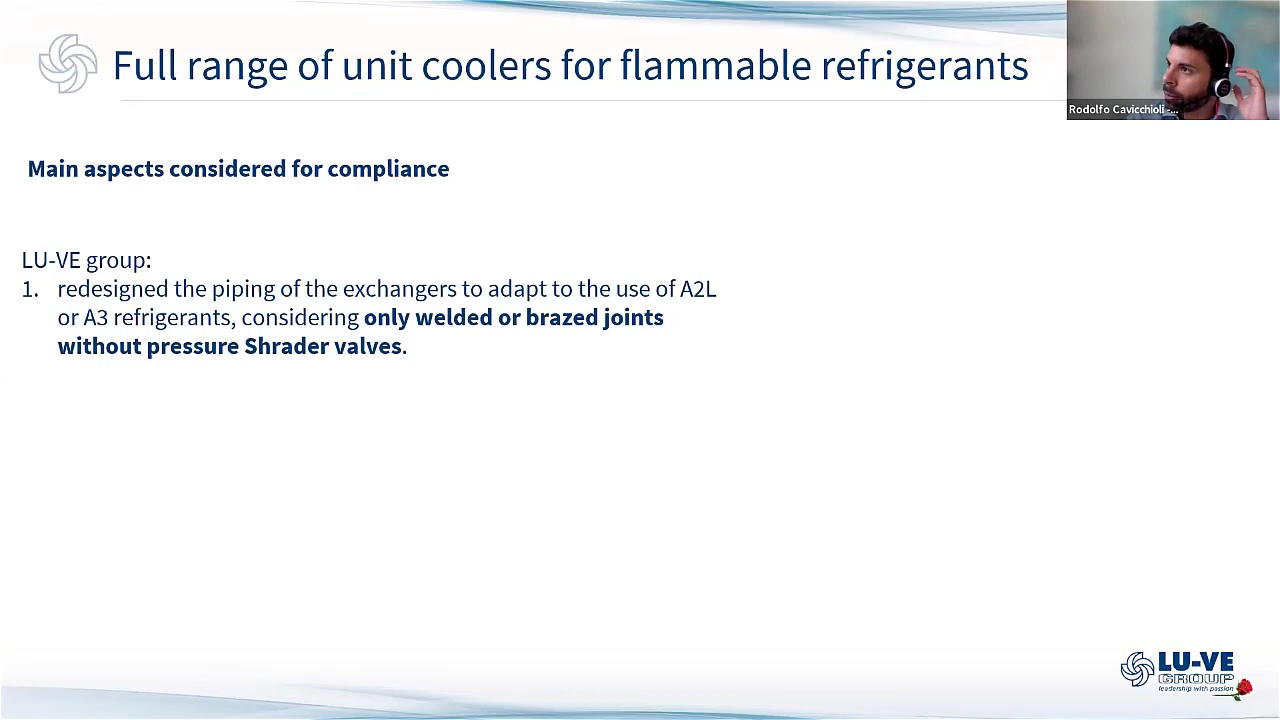 Full range of unit coolers for flammable refrigerants
Rodolfo Cavicchioli -...
Main aspects considered for compliance
LU-VE group:
1. redesigned the piping of the exchangers to adapt to the use of A2L
or A3 refrigerants, considering only welded or brazed joints
without pressure Shrader valves.
LU-VE
GROUP
leadership with passion